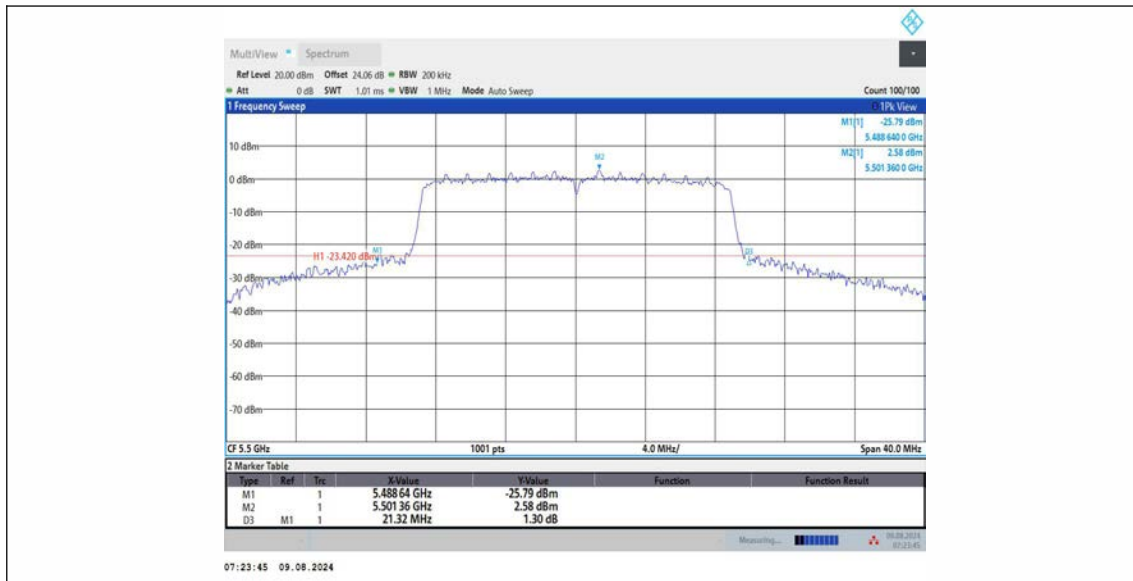 MultiView Spectrum
Ref Level 20.00 dBm Offset 24.06 dB RBW 200 kHz
Att 0 dB SWT 1.01 ms VBW 1 MHz Mode Auto Sweep Count 100/100
1 Frequency Sweep 1Pk View
M1[1] -25.79 dBm
5.488 640 0 GHz
10 dBm
M2
M2[1] 2.58 dBm
5.501 360 0 GHz
0 dBm
-10 dBm
-20 dBm
H1 -23.420 dBm M1 D3
-30 dBm
-40 dBm
-50 dBm
-60 dBm
-70 dBm
CF 5.5 GHz 1001 pts 4.0 MHz/ Span 40.0 MHz
2 Marker Table
Type Ref Trc X-Value Y-Value Function Function Result
M1 1 5.488 64 GHz -25.79 dBm
M2 1 5.501 36 GHz 2.58 dBm
D3 M1 1 21.32 MHz 1.30 dB
Measuring... 09.08.2024
07:23:45
07:23:45 09.08.2024